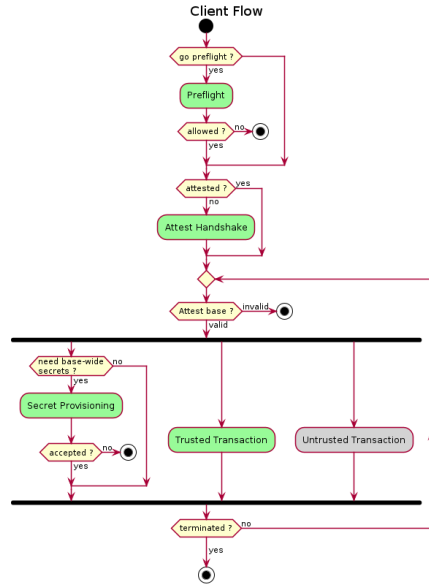 Client Flow
go preflight ?
yes
Preflight
allowed ?
no
yes
attested ?
yes
no
Attest Handshake
Attest base ?
invalid
valid
need base-wide
secrets ?
no
yes
Secret Provisioning
Trusted Transaction
Untrusted Transaction
accepted ?
no
yes
terminated ?
no
yes